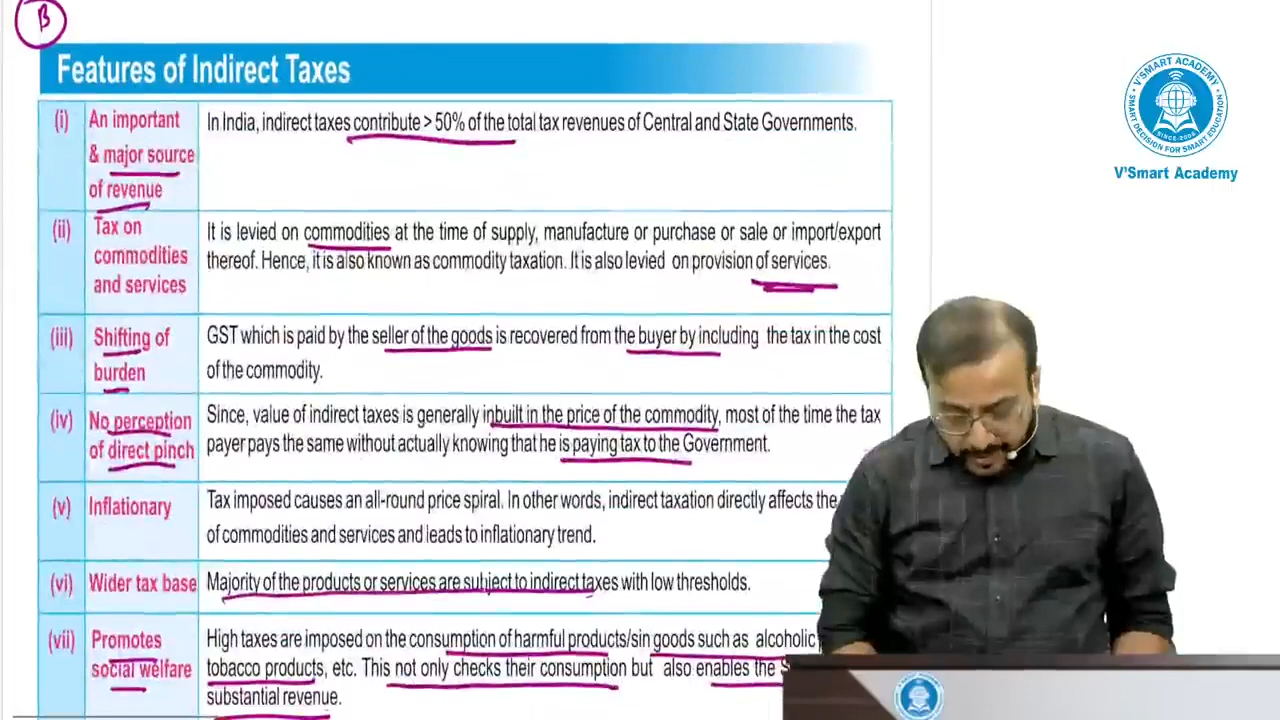 B
Features of Indirect Taxes
(i) An important & major source of revenue
In India, indirect taxes contribute > 50% of the total tax revenues of Central and State Governments.
(ii) Tax on commodities and services
It is levied on commodities at the time of supply, manufacture or purchase or sale or import/export
thereof. Hence, it is also known as commodity taxation. It is also levied on provision of services.
(iii) Shifting of burden
GST which is paid by the seller of the goods is recovered from the buyer by including the tax in the cost
of the commodity.
(iv) No perception of direct pinch
Since, value of indirect taxes is generally inbuilt in the price of the commodity, most of the time the tax
payer pays the same without actually knowing that he is paying tax to the Government.
(v) Inflationary
Tax imposed causes an all-round price spiral. In other words, indirect taxation directly affects the
of commodities and services and leads to inflationary trend.
(vi) Wider tax base
Majority of the products or services are subject to indirect taxes with low thresholds.
(vii) Promotes social welfare
High taxes are imposed on the consumption of harmful products/sin goods such as alcoholic
tobacco products, etc. This not only checks their consumption but also enables the
substantial revenue.
V'SMART ACADEMY
SMART DECISION FOR SMART EDUCATION
V'Smart Academy